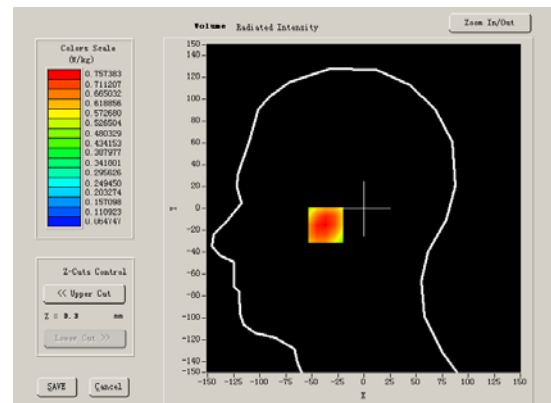 Volume Radiated Intensity
Zoom In/Out
Colors Scale
(W/kg)
0.757383
0.711207
0.665032
0.618856
0.572680
0.526504
0.480329
0.434153
0.387977
0.341801
0.295626
0.249450
0.203274
0.157098
0.110923
0.064747
150
140
120
100
80
60
40
20
0
-20
-40
-60
-80
-100
-120
-140
-150
Y
-150 -125 -100 -75 -50 -25 0 25 50 75 100 125 150
X
Z-Cuts Control
<< Upper Cut
Z = 9.3 mm
Lower Cut >>
SAVE
Cancel